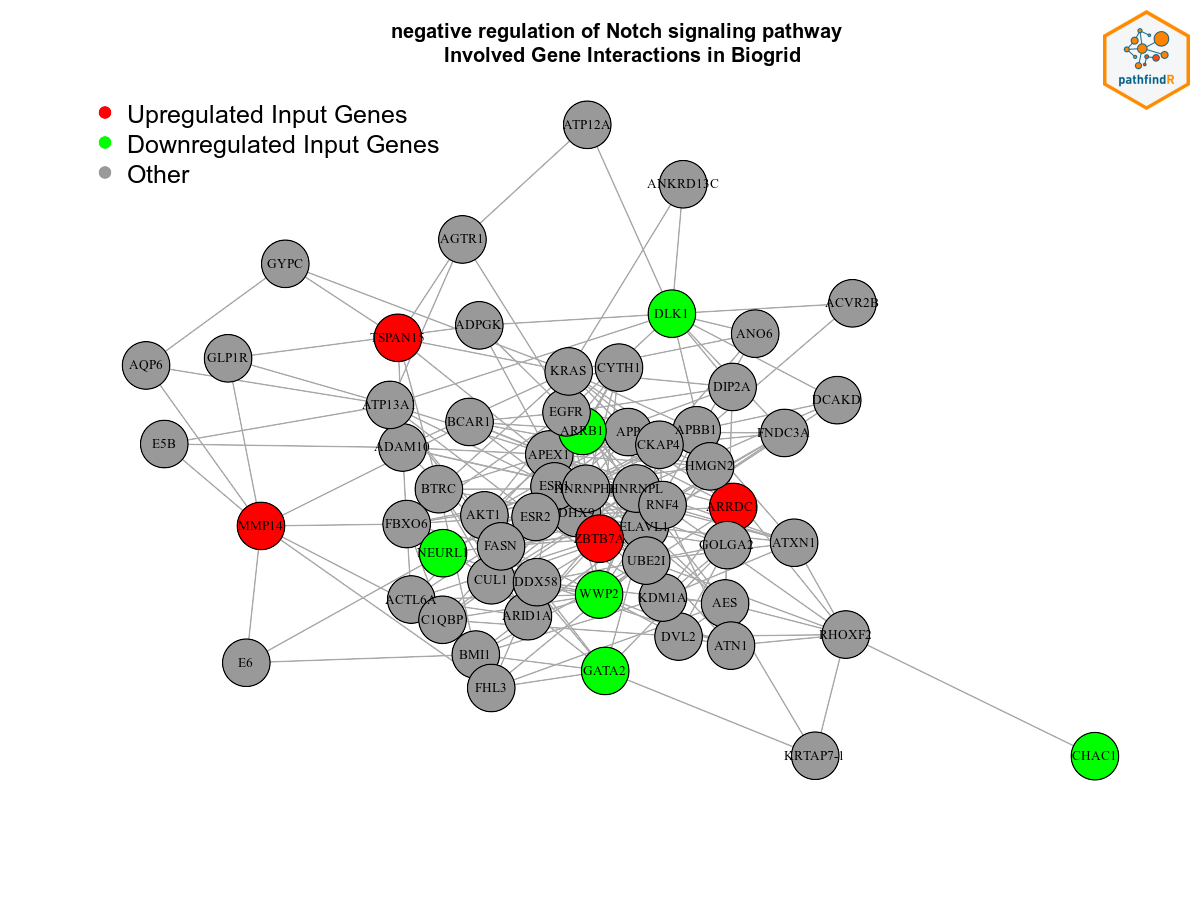 negative regulation of Notch signaling pathway
Involved Gene Interactions in Biogrid
pathfindR
Upregulated Input Genes
Downregulated Input Genes
Other
ATP12A
ANKRD13C
AGTR1
GYPC
ACVR2B
DLK1
ADPGK
ANO6
TSPAN15
GLP1R
AQP6
CYTH1
KRAS
DIP2A
DCAKD
ATP13A
EGFR
BCAR1
ARRB1
APP
APBB1
FNDC3A
E5B
ADAM10
CKAP4
APEX1
HMGN2
BTRC
ESR1
HNRNPH1
HNRNPL
RNF4
ARRDC
AKT1
ESR2
DHX9
MMP14
FBXO6
ELAVL1
ZBTB7A
ATXN1
GOLGA2
FASN
NEURL1
UBE2I
CUL1
DDX58
WWP2
KDM1A
ACTL6A
AES
C1QBP
ARID1A
DVL2
RHOXF2
ATN1
BMI1
E6
GATA2
FHL3
KRTAP7-1
CHAC1